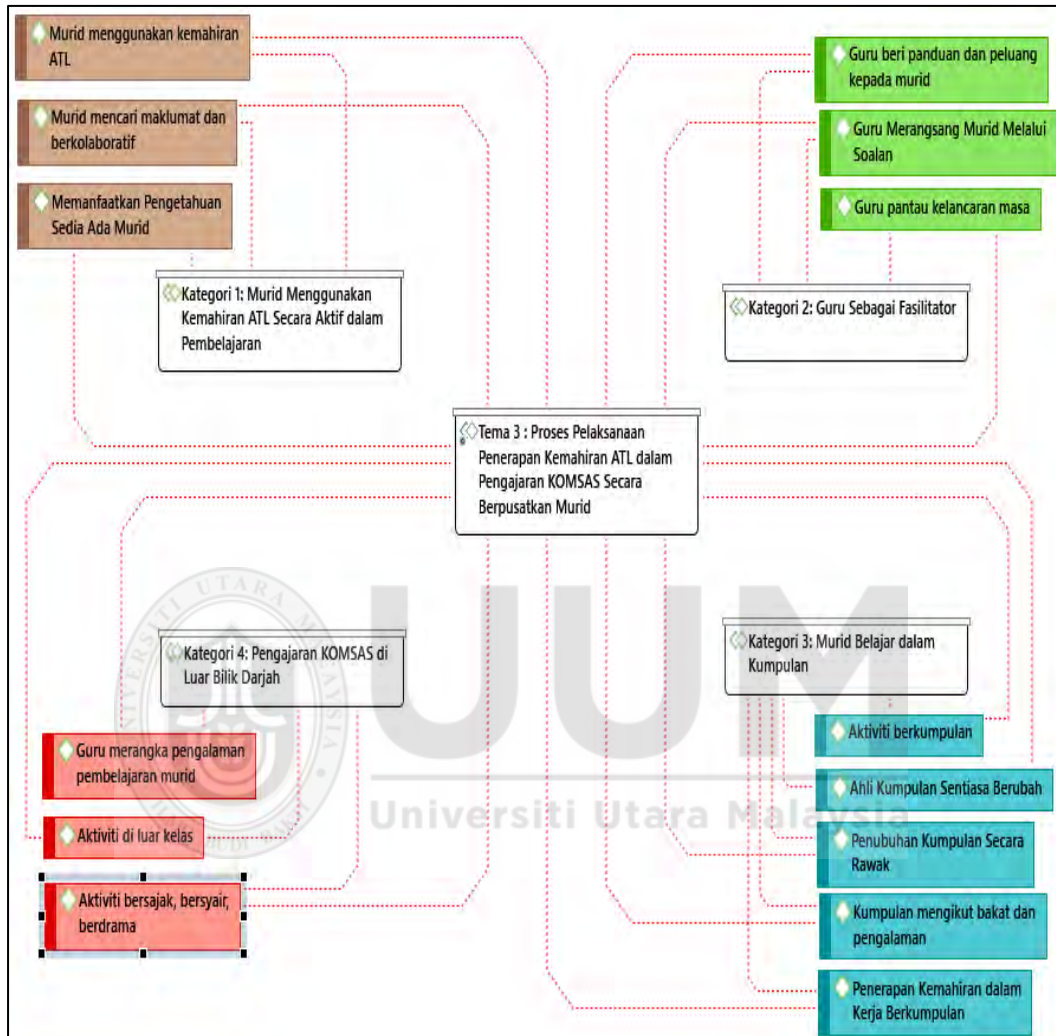 Murid menggunakan kemahiran
ATL
Murid mencari maklumat dan
berkolaboratif
Memanfaatkan Pengetahuan
Sedia Ada Murid
Guru beri panduan dan peluang
kepada murid
Guru Merangsang Murid Melalui
Soalan
Guru pantau kelancaran masa
Kategori 1: Murid Menggunakan
Kemahiran ATL Secara Aktif dalam
Pembelajaran
Kategori 2: Guru Sebagai Fasilitator
Tema 3 : Proses Pelaksanaan
Penerapan Kemahiran ATL dalam
Pengajaran KOMSAS Secara
Berpusatkan Murid
Kategori 4: Pengajaran KOMSAS di
Luar Bilik Darjah
Kategori 3: Murid Belajar dalam
Kumpulan
Guru merangka pengalaman
pembelajaran murid
Aktiviti di luar kelas
Aktiviti bersajak, bersyair,
berdrama
Aktiviti berkumpulan
Ahli Kumpulan Sentiasa Berubah
Penubuhan Kumpulan Secara
Rawak
Kumpulan mengikut bakat dan
pengalaman
Penerapan Kemahiran dalam
Kerja Berkumpulan
UUM
Universiti Utara Malaysia
UNIVERSITI UTARA MALAYSIA